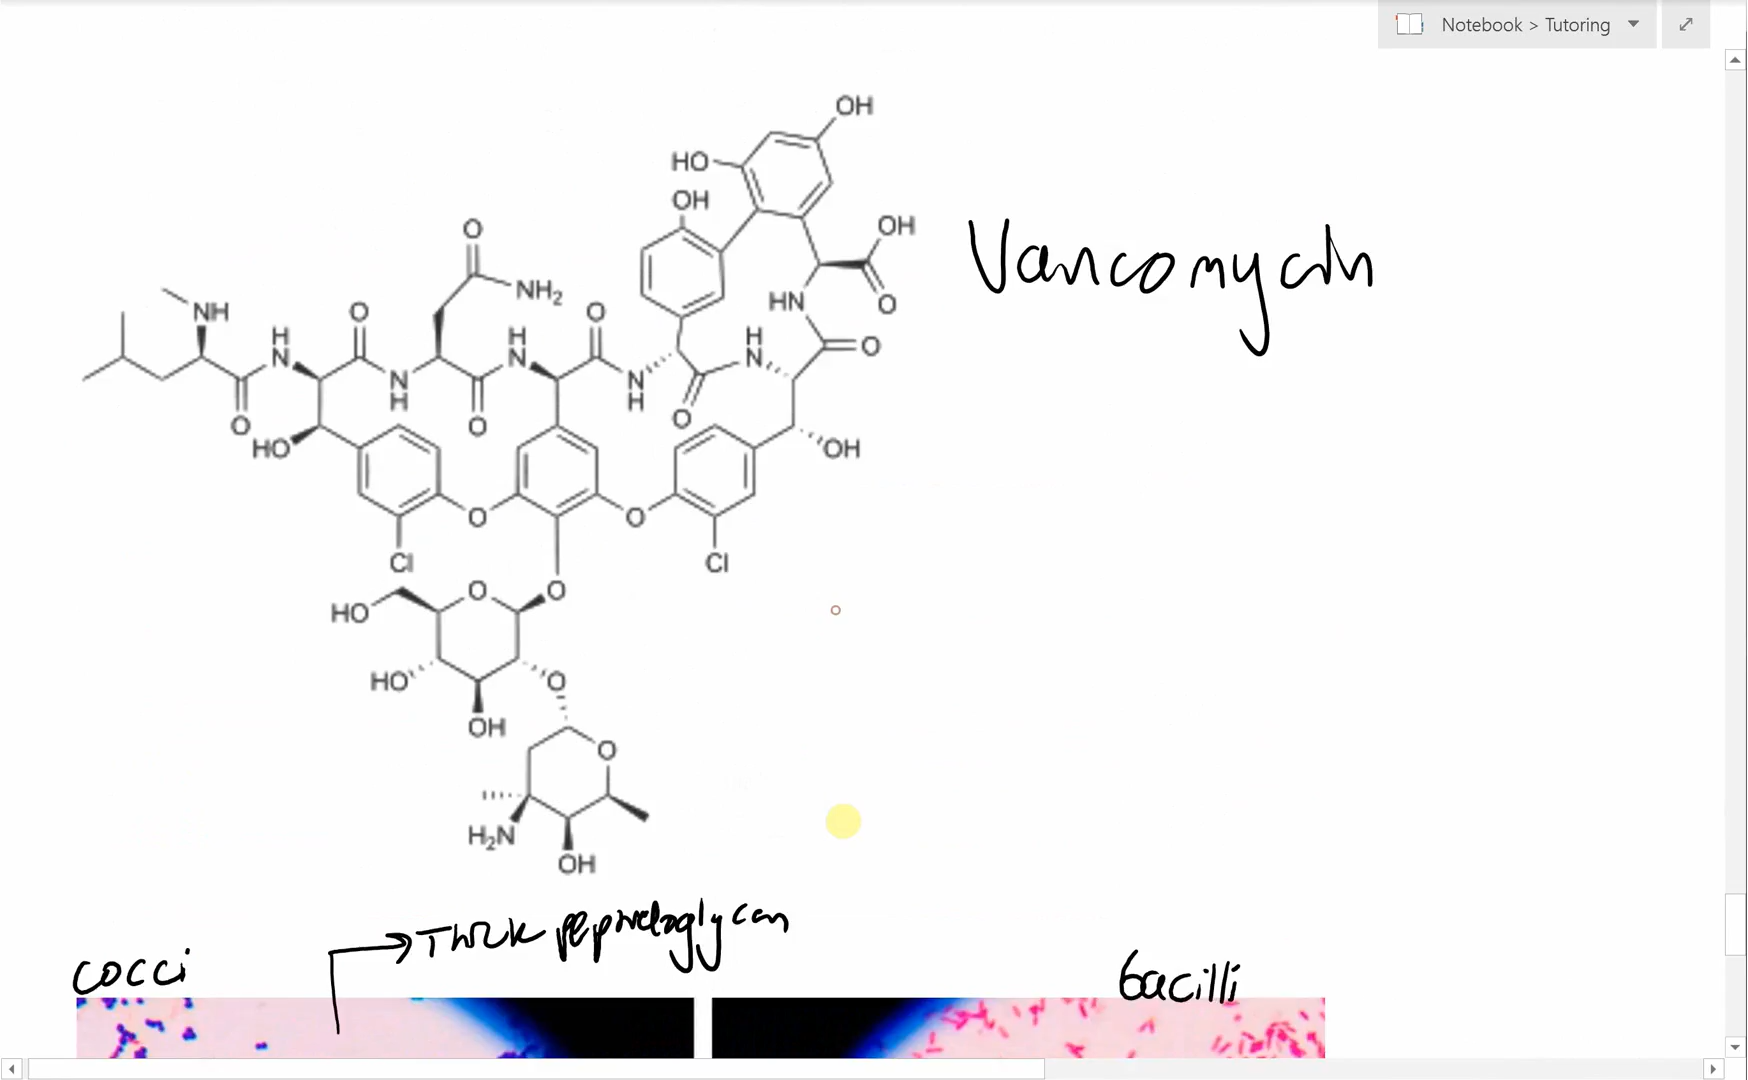 Notebook > Tutoring
OH
HO
OH
O
OH
Vancomycin
NH₂
HN
O
NH
O
O
H
N
H
N
H
N
O
H
N
N
H
O
O
N
H
O
HO
OH
O
O
Cl
Cl
O
O
HO
HO
O
OH
O
H₂N
OH
Thick peptidoglycan
cocci
bacilli